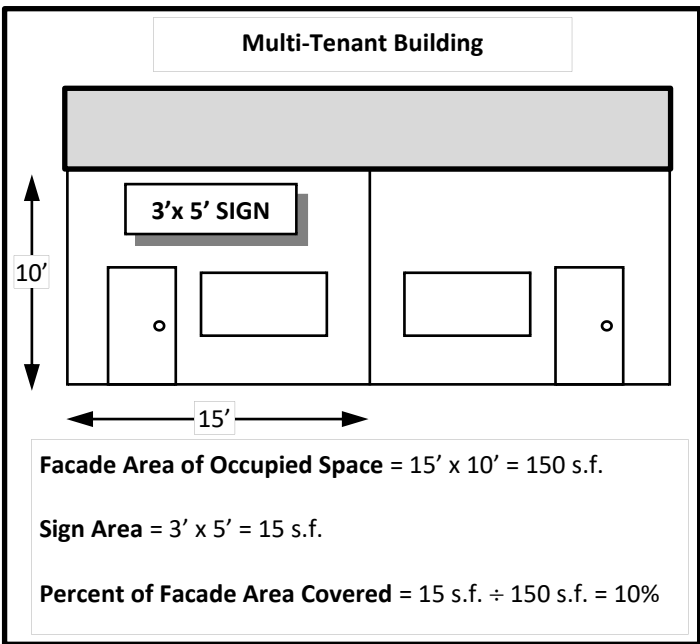 Multi-Tenant Building
3’x 5’ SIGN
10’
15’
Facade Area of Occupied Space = 15’ x 10’ = 150 s.f.
Sign Area = 3’ x 5’ = 15 s.f.
Percent of Facade Area Covered = 15 s.f. ÷ 150 s.f. = 10%